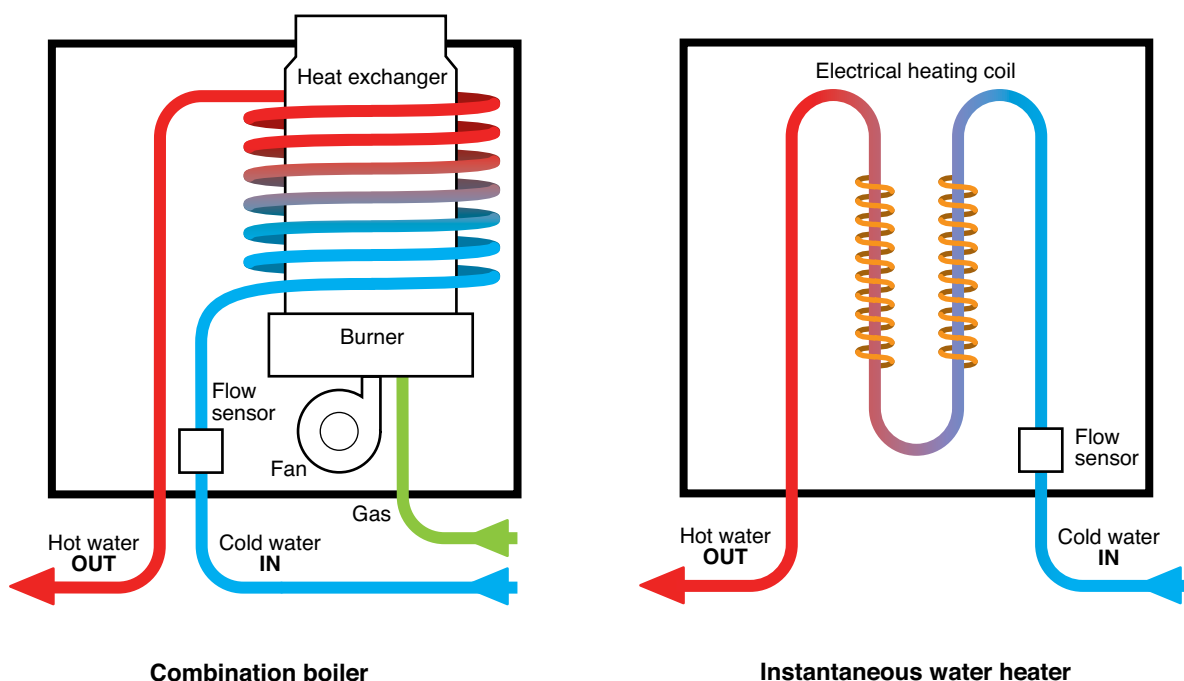 Heat exchanger
Burner
Flow
sensor
Fan
Gas
Hot water
OUT
Cold water
IN
Combination boiler
Electrical heating coil
Flow
sensor
Hot water
OUT
Cold water
IN
Instantaneous water heater